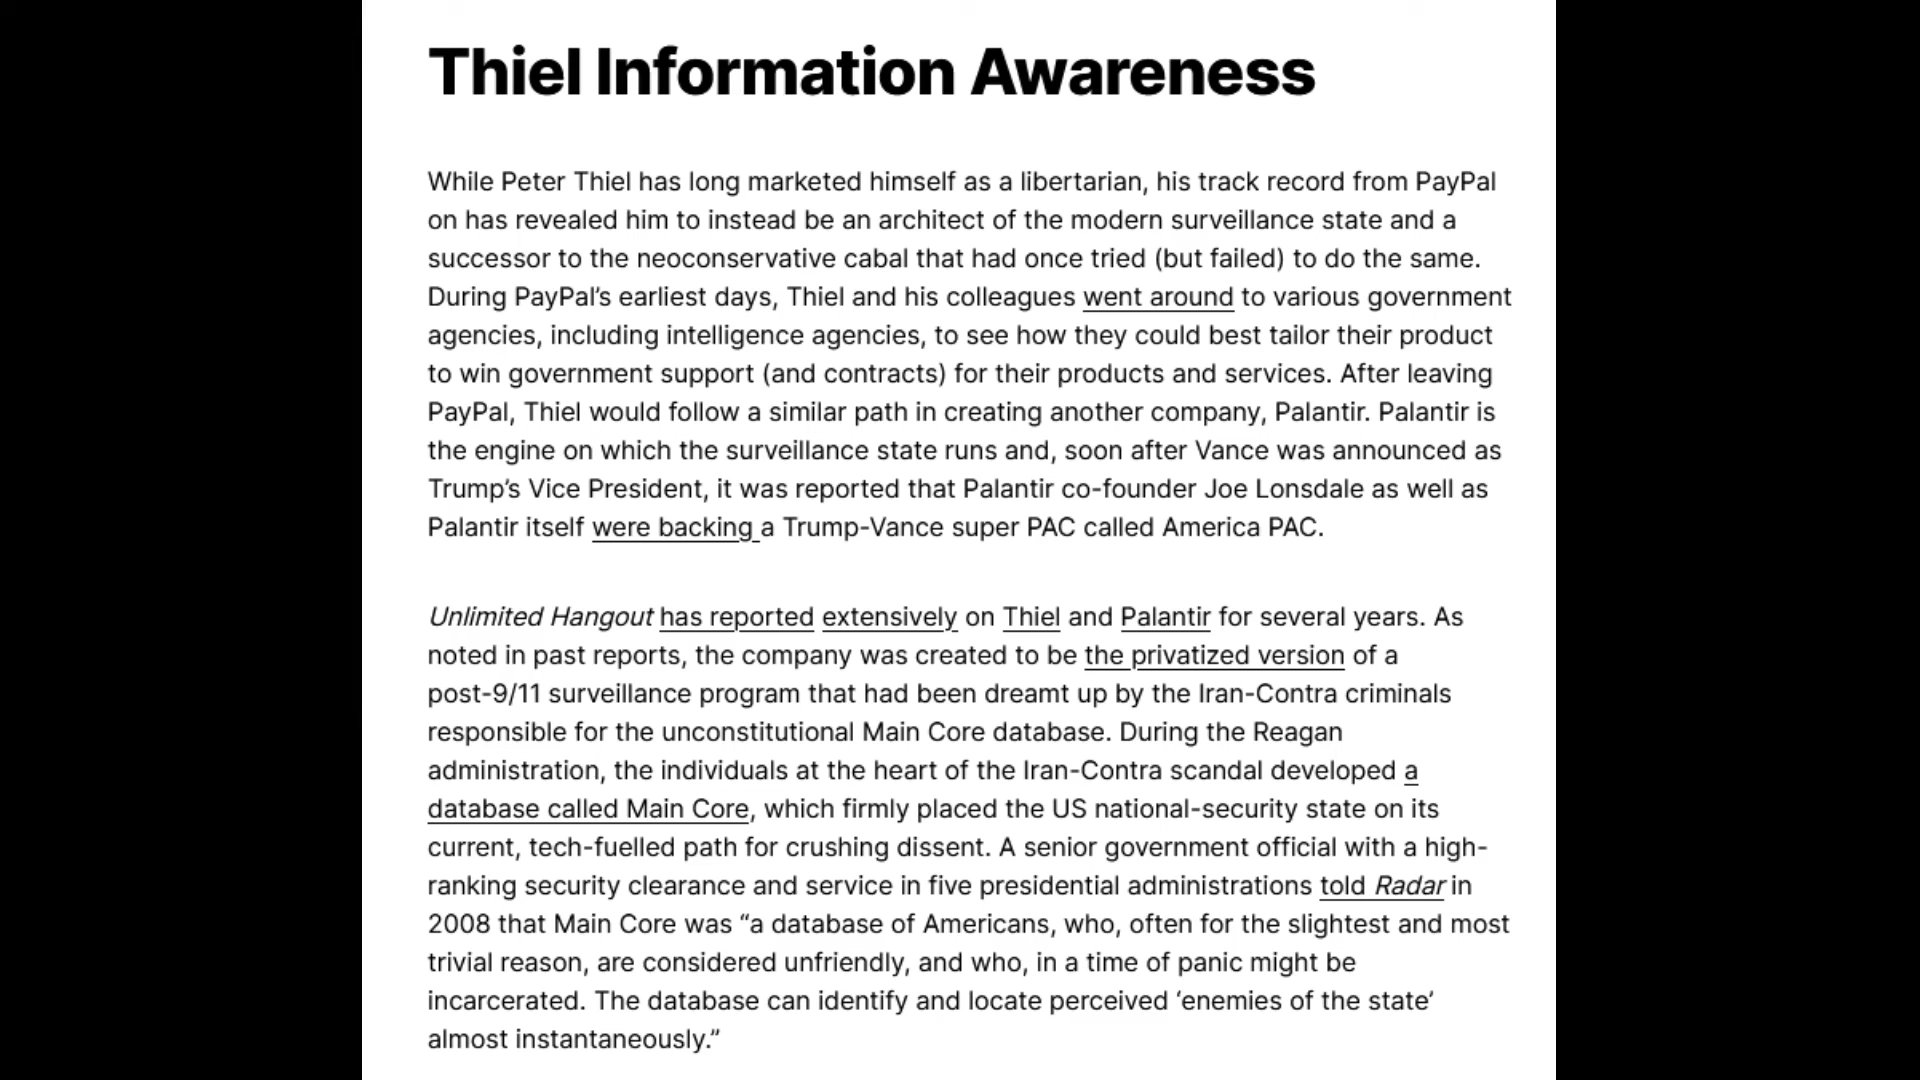 Thiel Information Awareness
While Peter Thiel has long marketed himself as a libertarian, his track record from PayPal
on has revealed him to instead be an architect of the modern surveillance state and a
successor to the neoconservative cabal that had once tried (but failed) to do the same.
During PayPal’s earliest days, Thiel and his colleagues went around to various government
agencies, including intelligence agencies, to see how they could best tailor their product
to win government support (and contracts) for their products and services. After leaving
PayPal, Thiel would follow a similar path in creating another company, Palantir. Palantir is
the engine on which the surveillance state runs and, soon after Vance was announced as
Trump’s Vice President, it was reported that Palantir co-founder Joe Lonsdale as well as
Palantir itself were backing a Trump-Vance super PAC called America PAC.
Unlimited Hangout has reported extensively on Thiel and Palantir for several years. As
noted in past reports, the company was created to be the privatized version of a
post-9/11 surveillance program that had been dreamt up by the Iran-Contra criminals
responsible for the unconstitutional Main Core database. During the Reagan
administration, the individuals at the heart of the Iran-Contra scandal developed a
database called Main Core, which firmly placed the US national-security state on its
current, tech-fuelled path for crushing dissent. A senior government official with a high-
ranking security clearance and service in five presidential administrations told Radar in
2008 that Main Core was “a database of Americans, who, often for the slightest and most
trivial reason, are considered unfriendly, and who, in a time of panic might be
incarcerated. The database can identify and locate perceived ‘enemies of the state’
almost instantaneously.”